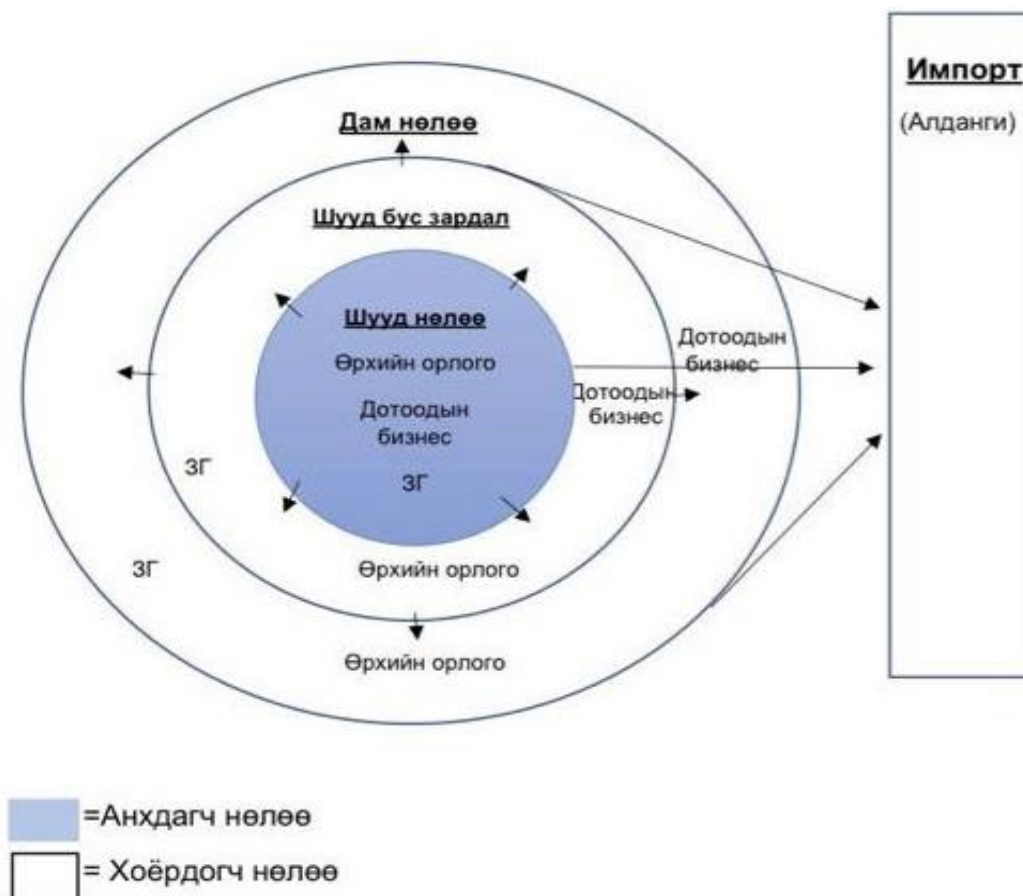 Импорт
(Алданги)
Дам нөлөө
Шууд бус зардал
Шууд нөлөө
Өрхийн орлого
Дотоодын
бизнес
ЗГ
Дотоодын
бизнес
Дотоодын
бизнес
ЗГ
ЗГ
Өрхийн орлого
Өрхийн орлого
=Анхдагч нөлөө
= Хоёрдогч нөлөө